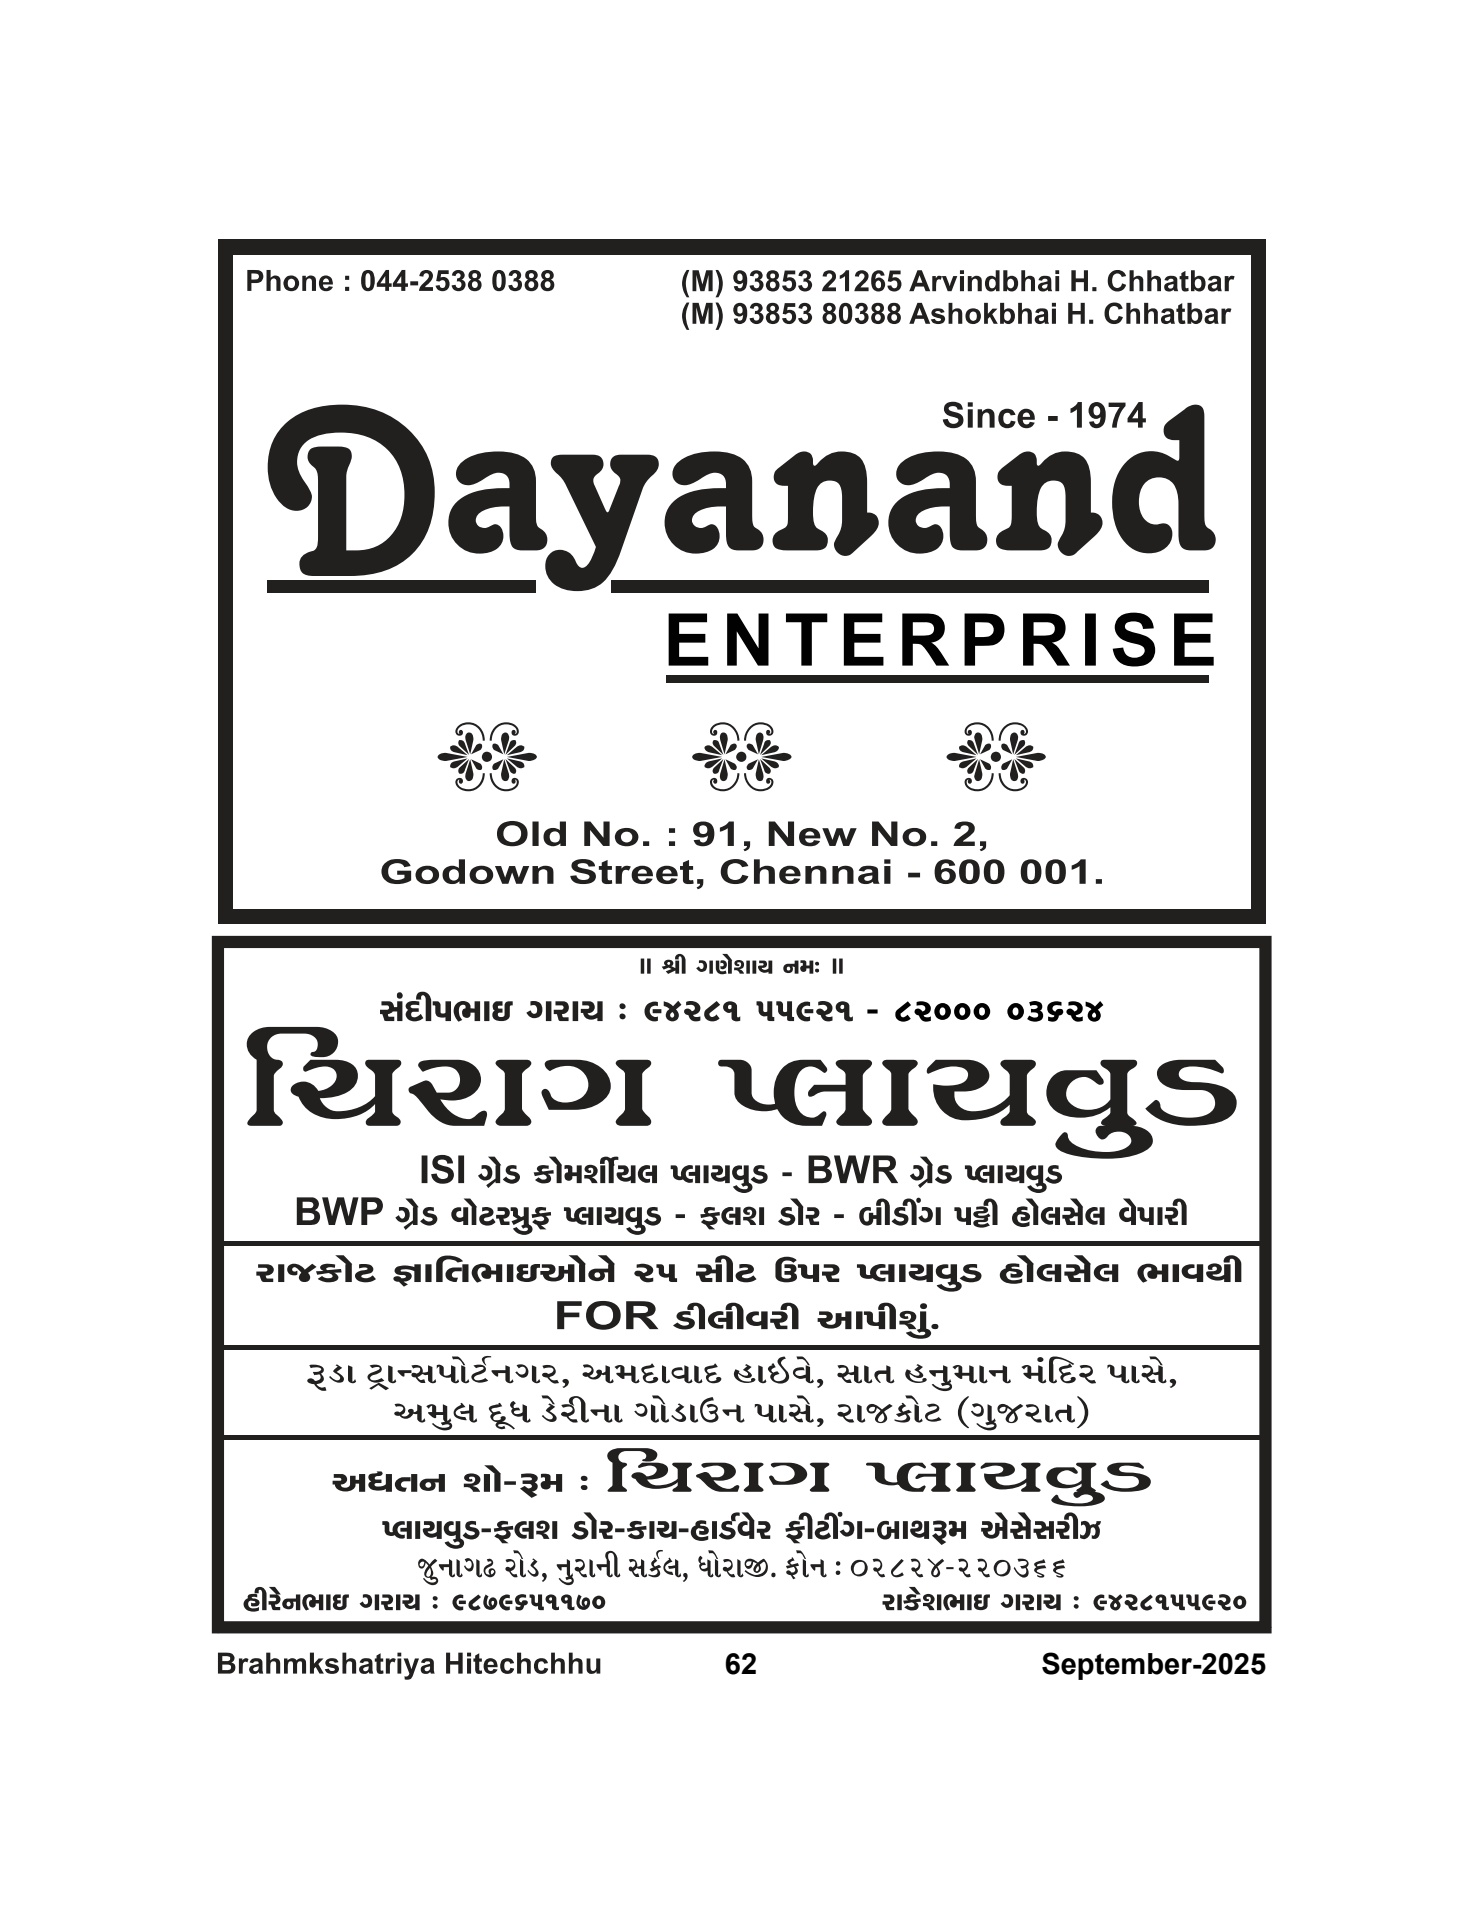 Phone : 044-2538 0388
(M) 93853 21265 Arvindbhai H. Chhatbar
(M) 93853 80388 Ashokbhai H. Chhatbar
Since - 1974
Dayanand
ENTERPRISE
Old No. : 91, New No. 2,
Godown Street, Chennai - 600 001.
॥ શ્રી ગણેશાય નમઃ ॥
સંદીપભાઇ ગરાચ : ૯૪૨૮૧ ૫૫૯૨૧ - ૮૨૦૦૦ ૦૩૬૨૪
ચિરાગ પ્લાયવુડ
ISI ગ્રેડ કોમર્શીયલ પ્લાયવુડ - BWR ગ્રેડ પ્લાયવુડ
BWP ગ્રેડ વોટરપ્રુફ પ્લાયવુડ - ફલશ ડોર - બીડીંગ પટ્ટી હોલસેલ વેપારી
રાજકોટ જ્ઞાતિભાઇઓને ૨૫ સીટ ઉપર પ્લાયવુડ હોલસેલ ભાવથી
FOR ડીલીવરી આપીશું.
રૂડા ટ્રાન્સપોર્ટનગર, અમદાવાદ હાઈવે, સાત હનુમાન મંદિર પાસે,
અમુલ દૂધ ડેરીના ગોડાઉન પાસે, રાજકોટ (ગુજરાત)
અદ્યતન શો-રૂમ : ચિરાગ પ્લાયવુડ
પ્લાયવુડ-ફલશ ડોર-કાચ-હાર્ડવેર ફીટીંગ-બાથરૂમ એસેસરીઝ
જુનાગઢ રોડ, નુરાની સર્કલ, ધોરાજી. ફોન : ૦૨૮૨૪-૨૨૦૩૬૬
હીરેનભાઇ ગરાચ : ૯૮૭૯૬૫૧૧૭૦
રાકેશભાઇ ગરાચ : ૯૪૨૮૧૫૫૯૨૦
Brahmkshatriya Hitechchhu 62 September-2025